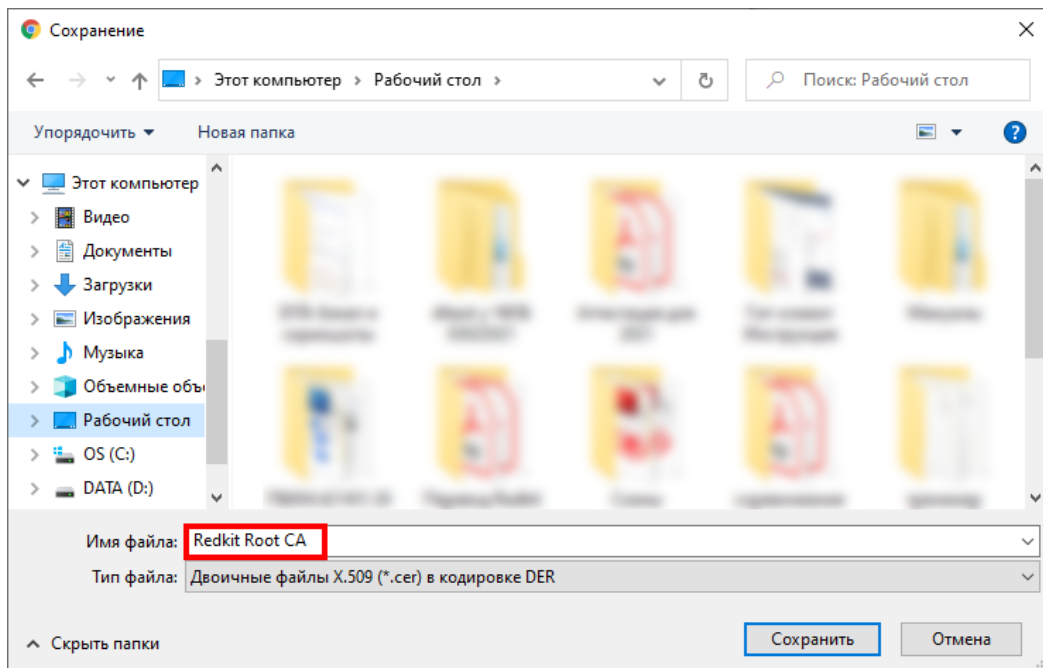 Сохранение
Этот компьютер > Рабочий стол >
Поиск: Рабочий стол
Упорядочить
Новая папка
Этот компьютер
Видео
Документы
Загрузки
Изображения
Музыка
Объемные объ
Рабочий стол
OS (C:)
DATA (D:)
Имя файла: Redkit Root CA
Тип файла: Двоичные файлы X.509 (*.cer) в кодировке DER
Скрыть папки
Сохранить
Отмена